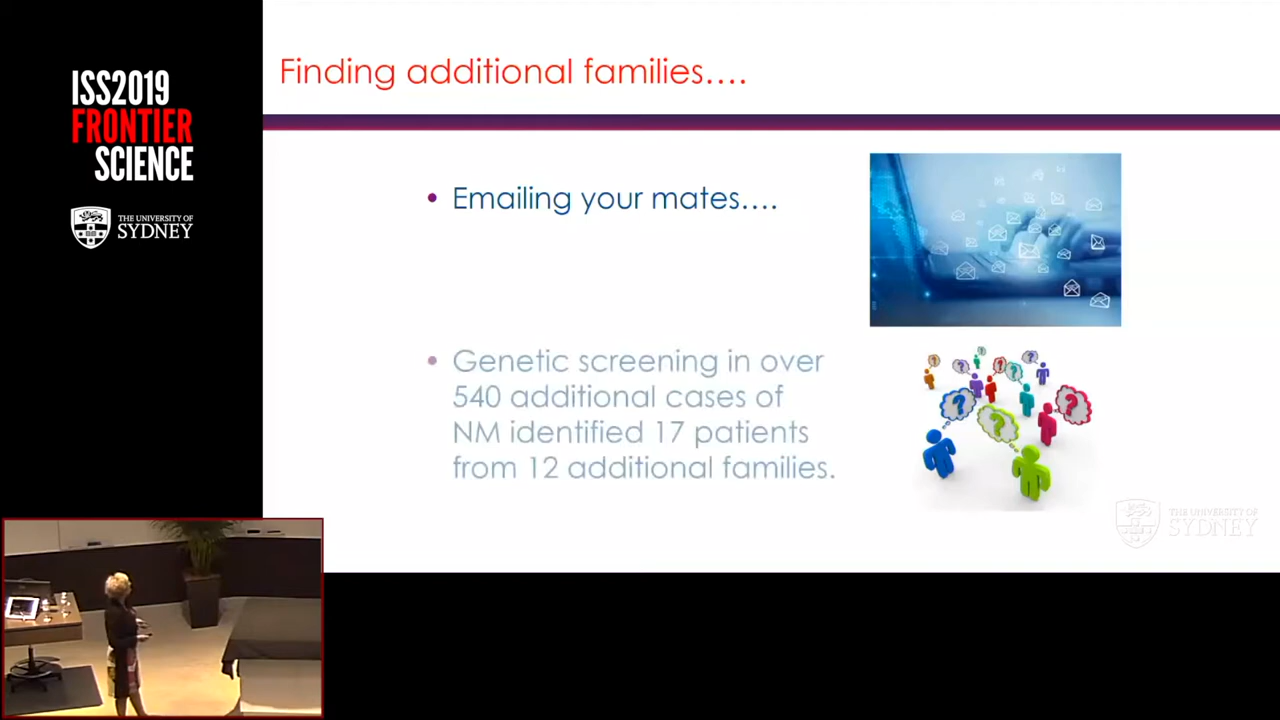 ISS2019
FRONTIER
SCIENCE
THE UNIVERSITY OF
SYDNEY
Finding additional families....
• Emailing your mates....
• Genetic screening in over
540 additional cases of
NM identified 17 patients
from 12 additional families.
THE UNIVERSITY OF
SYDNEY